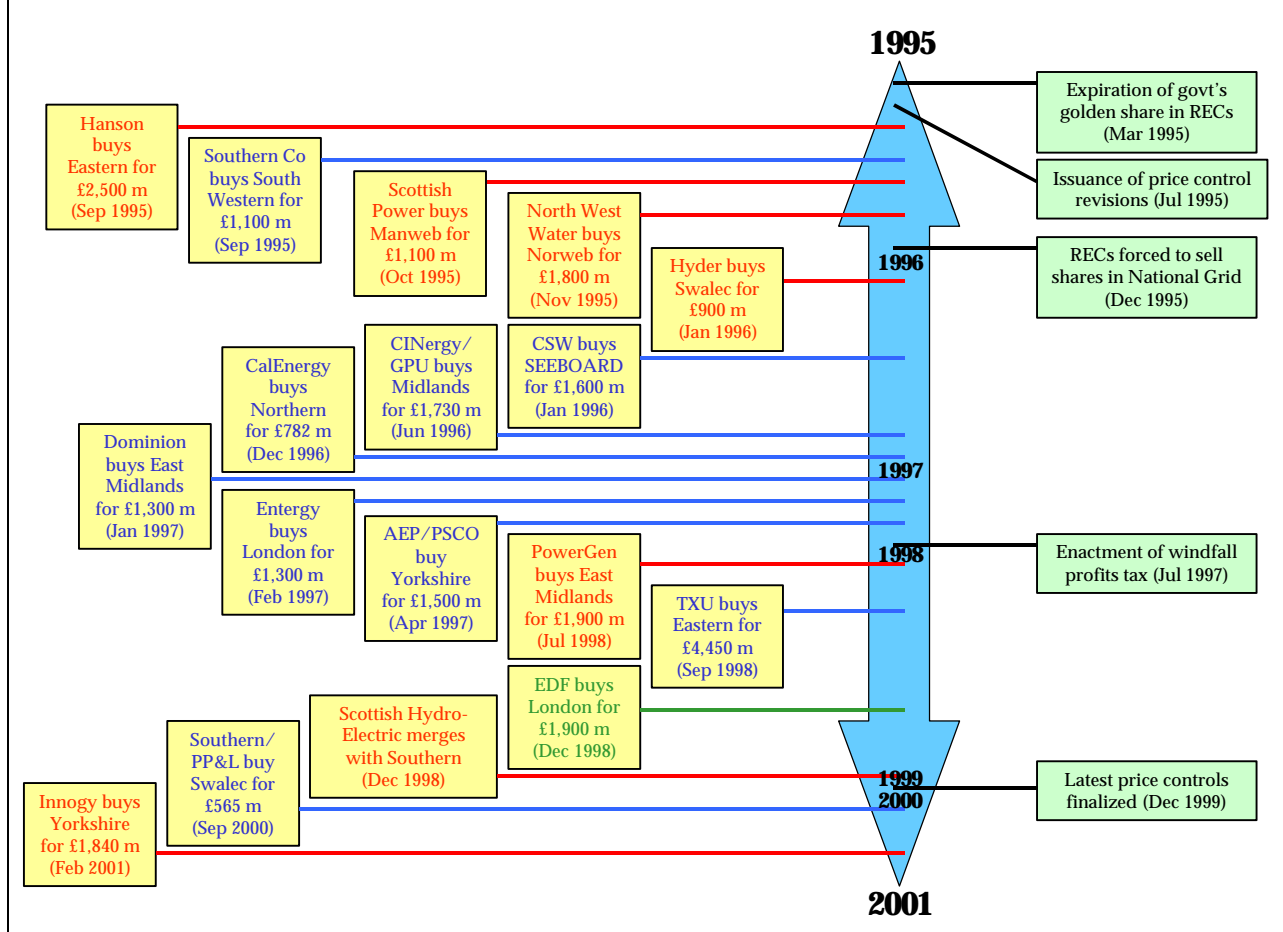 1995
Expiration of govt's
golden share in RECs
(Mar 1995)
Hanson
buys
Eastern for
£2,500 m
(Sep 1995)
Southern Co
buys South
Western for
£1,100 m
(Sep 1995)
Scottish
Power buys
Manweb for
£1,100 m
(Oct 1995)
North West
Water buys
Norweb for
£1,800 m
(Nov 1995)
Issuance of price control
revisions (Jul 1995)
Hyder buys
Swalec for
£900 m
(Jan 1996)
1996
RECs forced to sell
shares in National Grid
(Dec 1995)
CalEnergy
buys
Northern
for £782 m
(Dec 1996)
CINergy/
GPU buys
Midlands
for £1,730 m
(Jun 1996)
CSW buys
SEEBOARD
for £1,600 m
(Jan 1996)
Dominion
buys East
Midlands
for £1,300 m
(Jan 1997)
1997
Entergy
buys
London for
£1,300 m
(Feb 1997)
AEP/PSCO
buy
Yorkshire
for £1,500 m
(Apr 1997)
PowerGen
buys East
Midlands
for £1,900 m
(Jul 1998)
1998
Enactment of windfall
profits tax (Jul 1997)
TXU buys
Eastern for
£4,450 m
(Sep 1998)
EDF buys
London for
£1,900 m
(Dec 1998)
Scottish Hydro-
Electric merges
with Southern
(Dec 1998)
Southern/
PP&L buy
Swalec for
£565 m
(Sep 2000)
Innogy buys
Yorkshire
for £1,840 m
(Feb 2001)
1999
2000
Latest price controls
finalized (Dec 1999)
2001